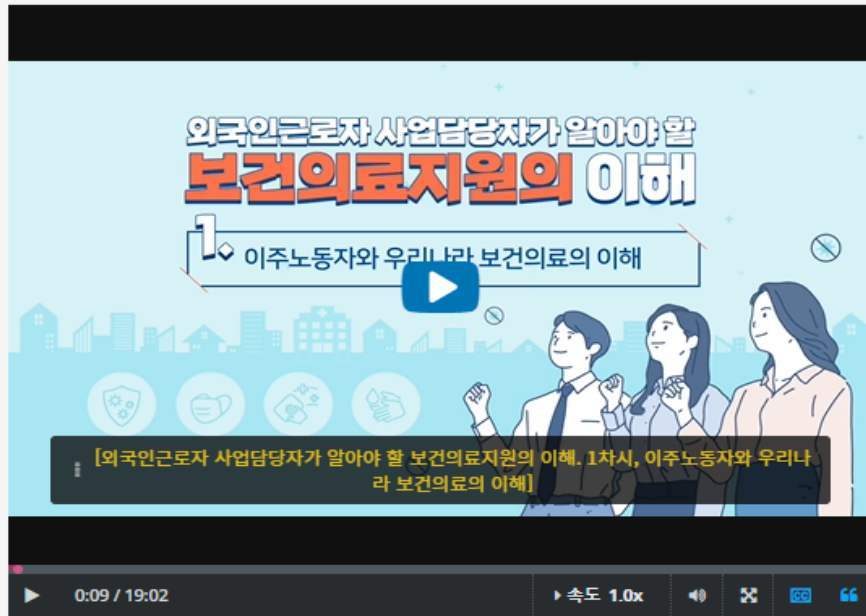 외국인근로자 사업담당자가 알아야 할
보건의료지원의 이해
1. 이주노동자와 우리나라 보건의료의 이해
[외국인근로자 사업담당자가 알아야 할 보건의료지원의 이해. 1차시, 이주노동자와 우리나
라 보건의료의 이해]
0:09 / 19:02
속도 1.0x
CC